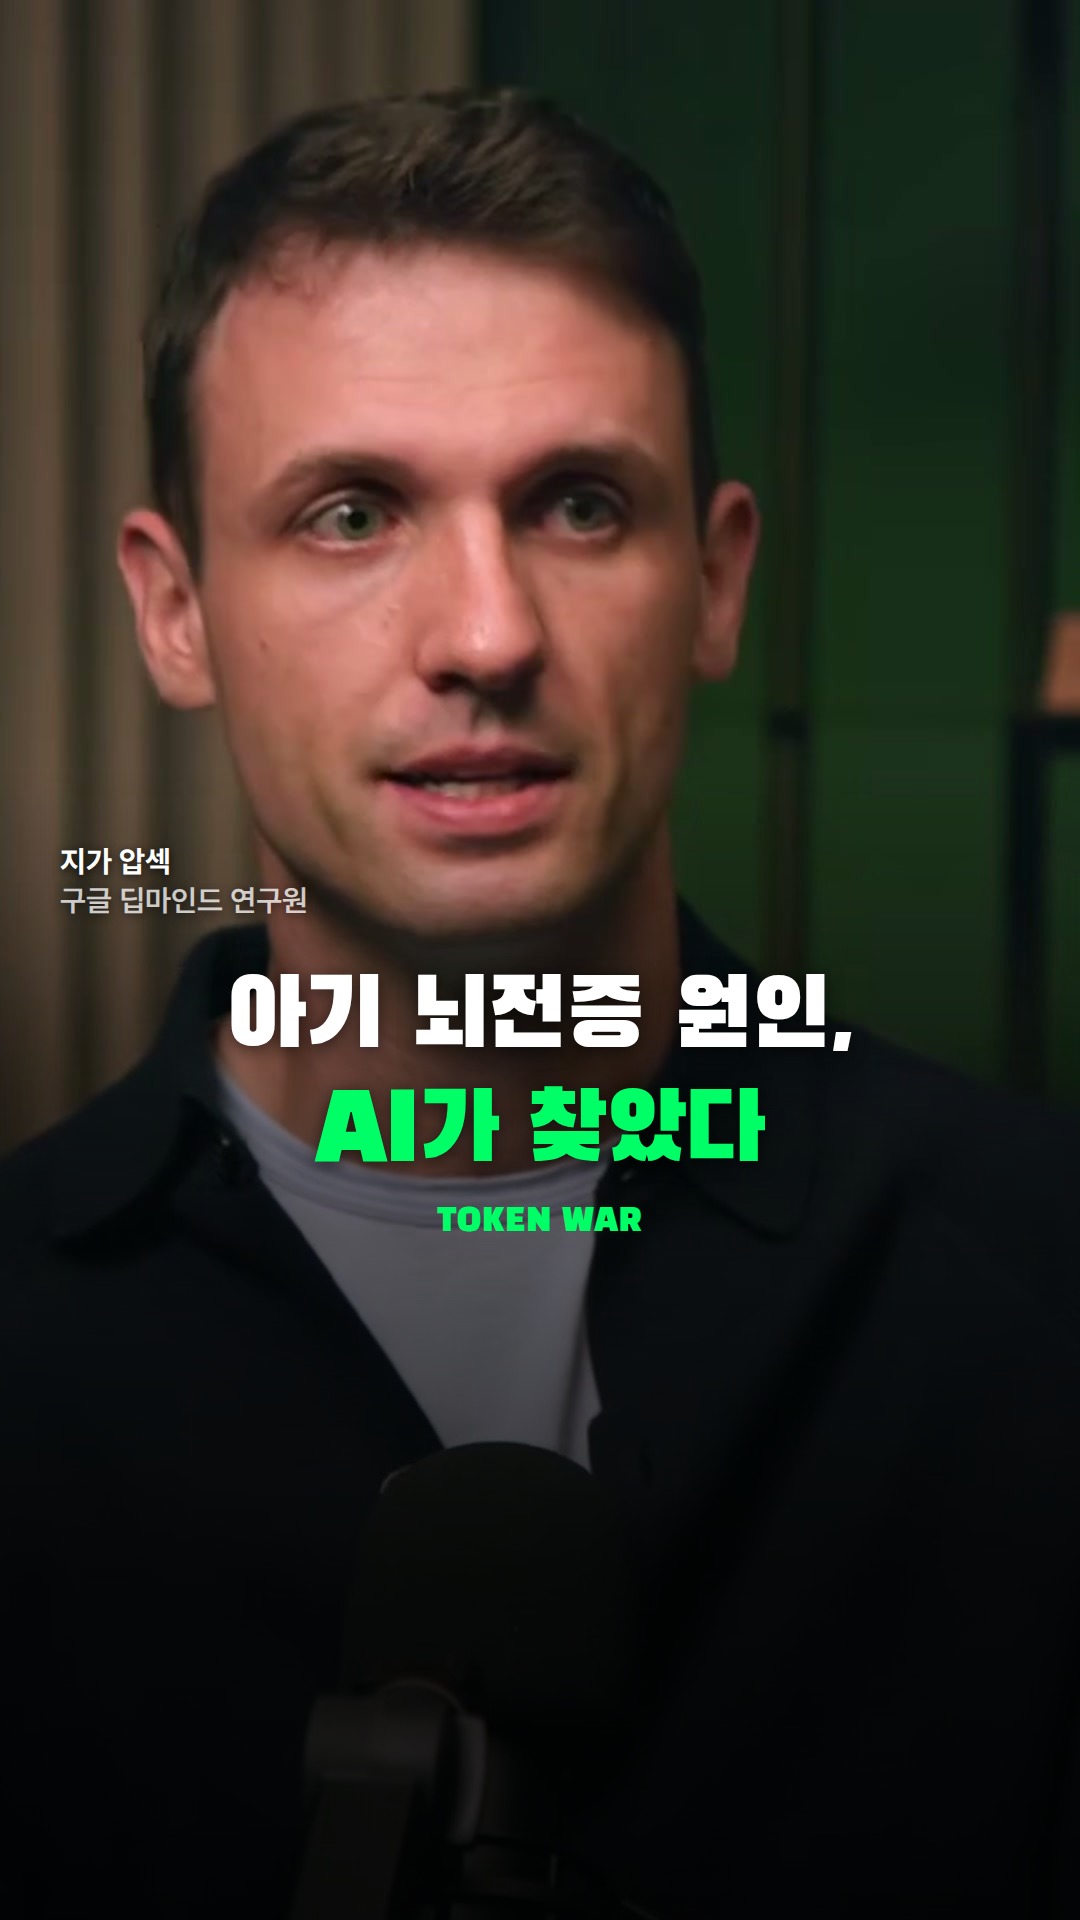 지가 압섹
구글 딥마인드 연구원
아기 뇌전증 원인,
AI가 찾았다
TOKEN WAR